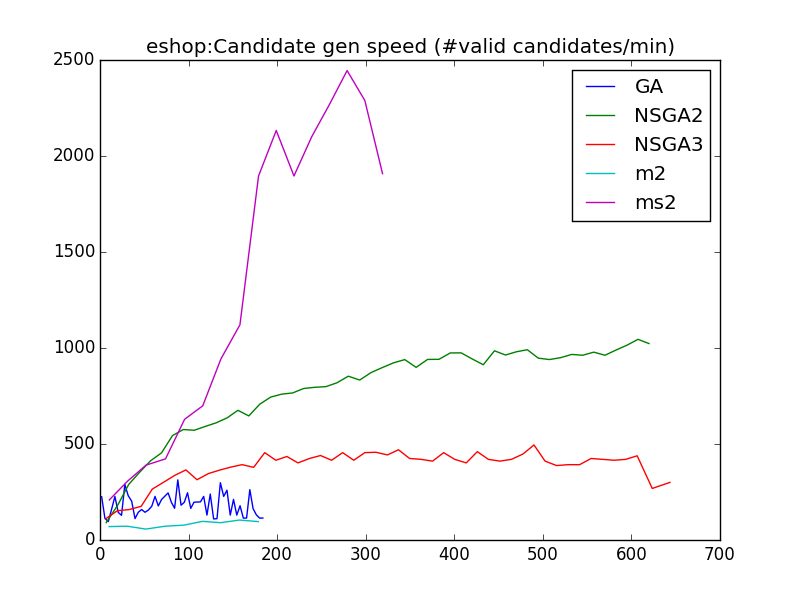 eshop:Candidate gen speed (#valid candidates/min)
2500
2000
1500
1000
500
0
GA
NSGA2
NSGA3
m2
ms2
0 100 200 300 400 500 600 700